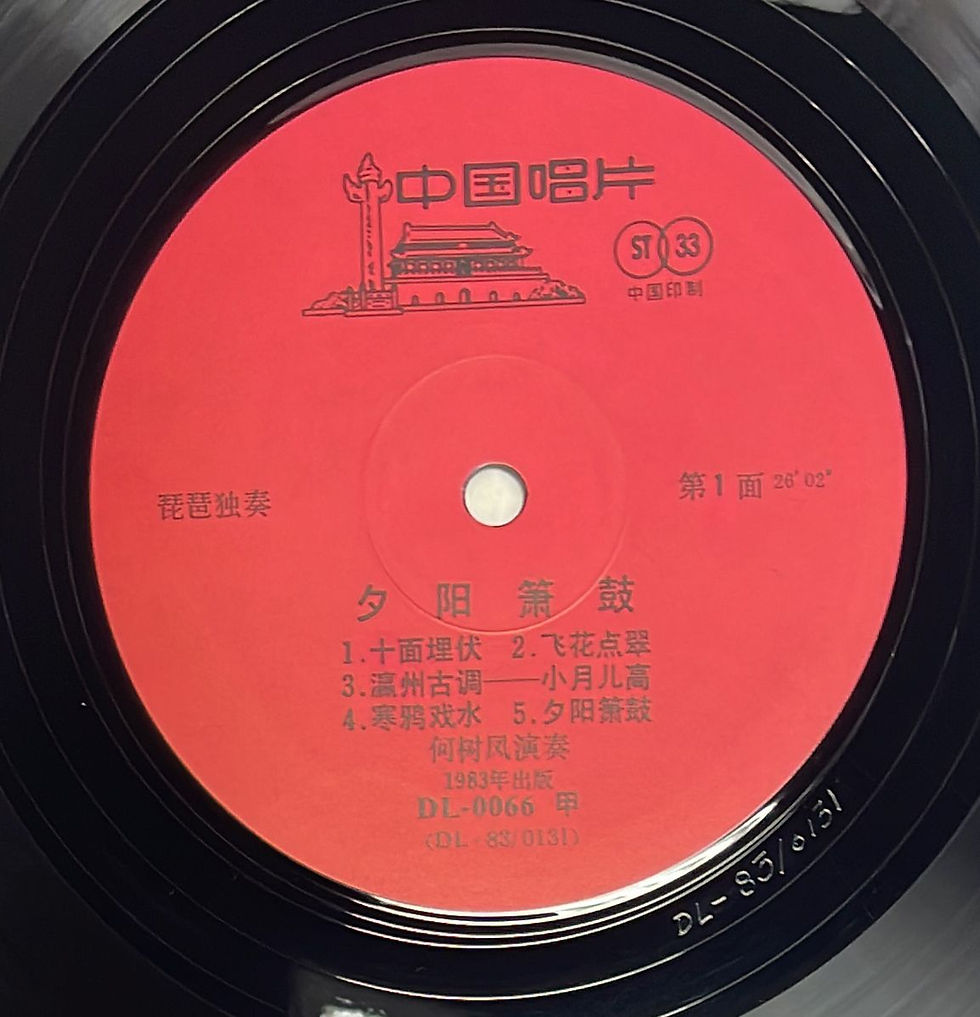 中国唱片
ST 33
中国印制
琵琶独奏
第1面 26′02″
夕阳箫鼓
1.十面埋伏 2.飞花点翠
3.瀛州古调——小月儿高
4.寒鸦戏水 5.夕阳箫鼓
何树凤演奏
1983年出版
DL-0066 甲
(DL-83/0131)
DL-83/0131